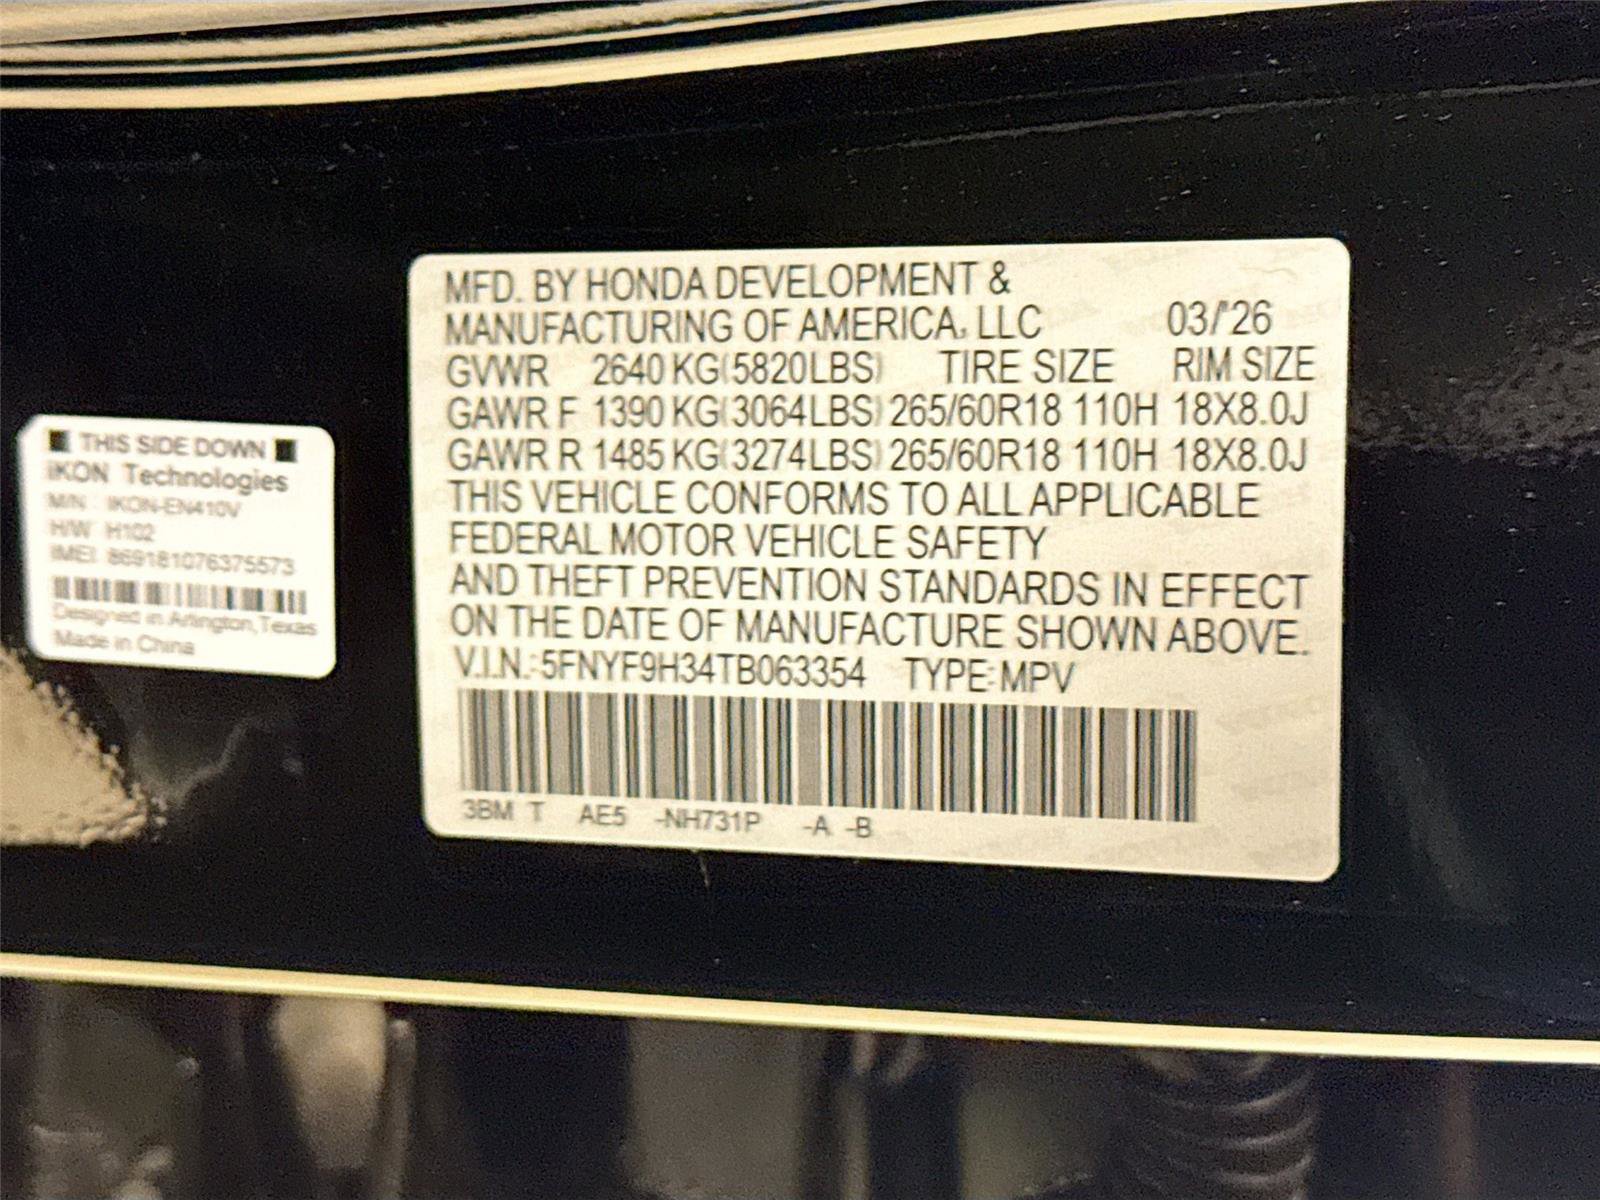 MFD. BY HONDA DEVELOPMENT &
MANUFACTURING OF AMERICA, LLC 03/'26
GVWR 2640 KG(5820LBS) TIRE SIZE RIM SIZE
GAWR F 1390 KG(3064LBS) 265/60R18 110H 18X8.0J
GAWR R 1485 KG(3274LBS) 265/60R18 110H 18X8.0J
THIS VEHICLE CONFORMS TO ALL APPLICABLE
FEDERAL MOTOR VEHICLE SAFETY
AND THEFT PREVENTION STANDARDS IN EFFECT
ON THE DATE OF MANUFACTURE SHOWN ABOVE.
V.I.N.:5FNYF9H34TB063354 TYPE:MPV
3BM T AE5 -NH731P -A -B
THIS SIDE DOWN
iKON Technologies
M/N : IKON-EN410V
H/W H102
IMEI 869181076375573
Designed in Arlington,Texas
Made in China